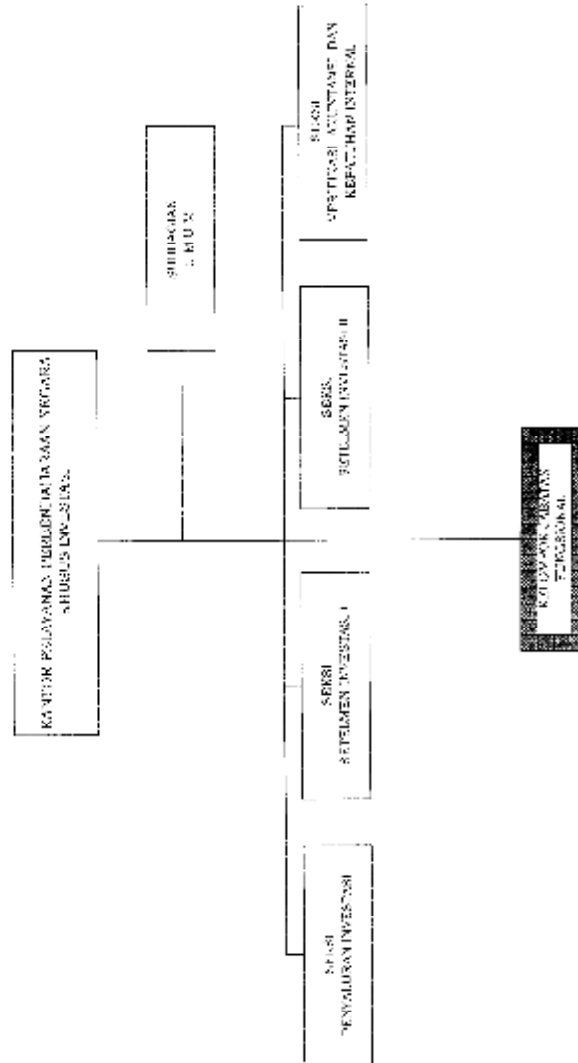 KANTOR PELAYANAN PERBENDAHARAAN NEGARA
KHUSUS INVESTASI
SUBBAGIAN
UMUM
SEKSI
PENYALURAN INVESTASI
SEKSI
SETELMEN INVESTASI I
SEKSI
SETELMEN INVESTASI II
SEKSI
VERIFIKASI AKUNTANSI DAN
KEPATUHAN INTERNAL
KELOMPOK JABATAN
FUNGSIONAL